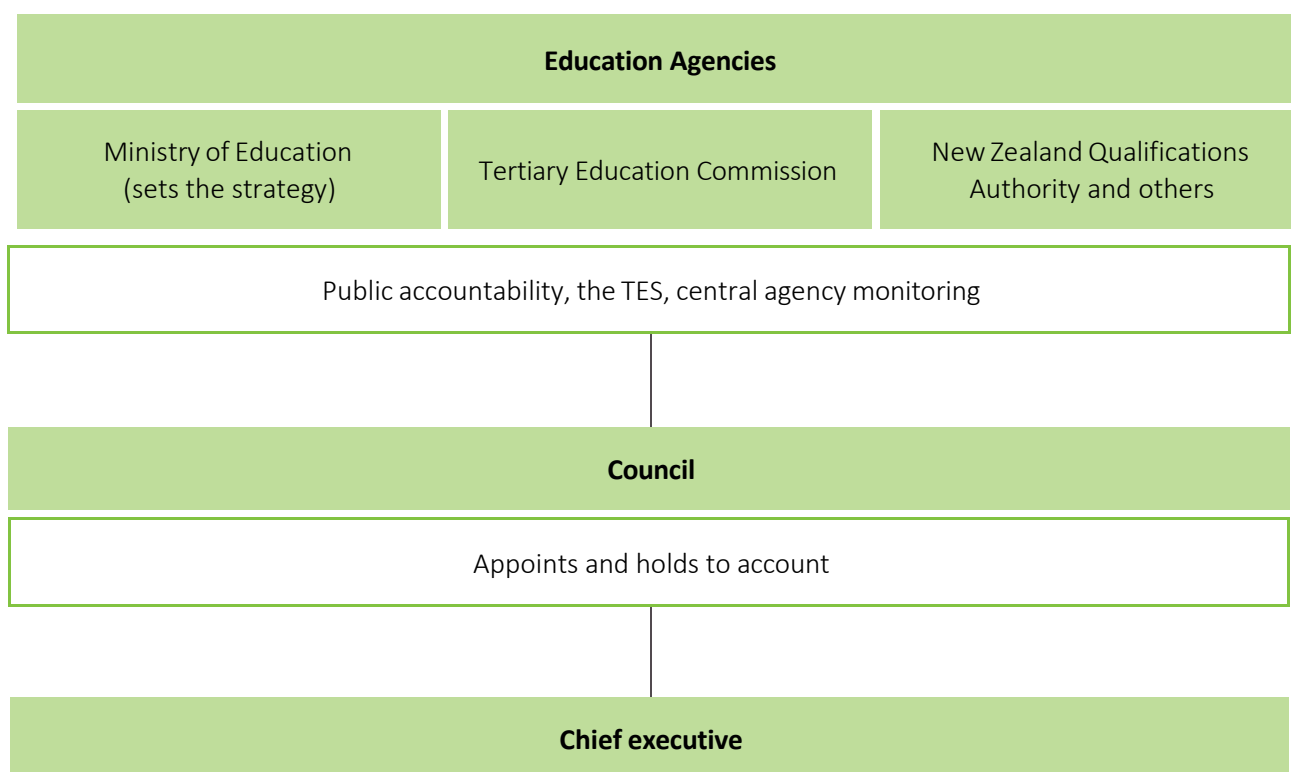 Education Agencies
Ministry of Education
(sets the strategy)
Tertiary Education Commission
New Zealand Qualifications
Authority and others
Public accountability, the TES, central agency monitoring
Council
Appoints and holds to account
Chief executive